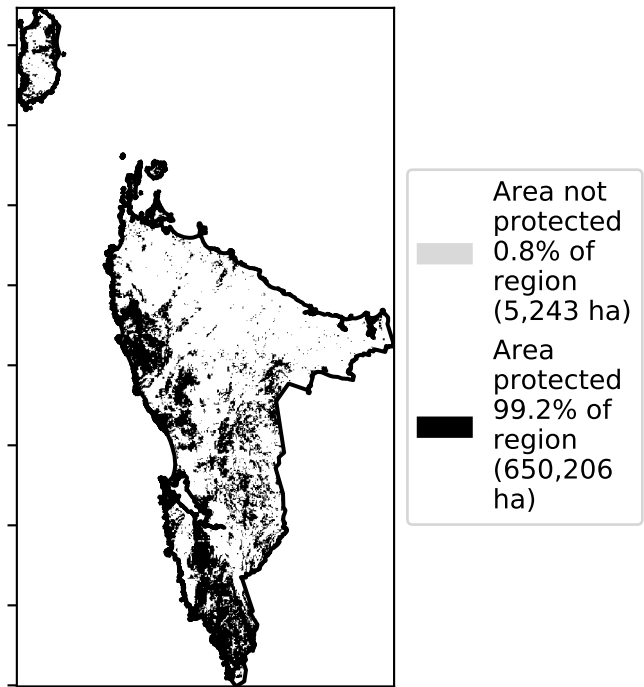 Area not
protected
0.8% of
region
(5,243 ha)
Area
protected
99.2% of
region
(650,206
ha)